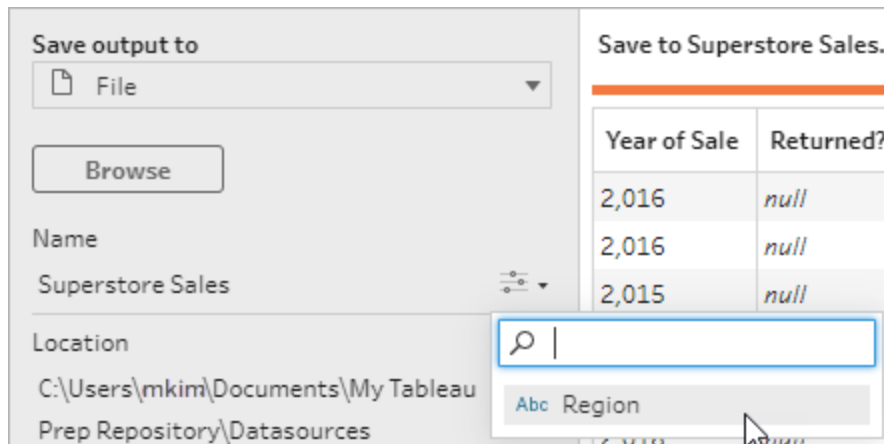 Save output to
File
Browse
Name
Superstore Sales
Location
C:\Users\mkim\Documents\My Tableau
Prep Repository\Datasources
Save to Superstore Sales.
Year of Sale Returned?
2,016 null
2,016 null
2,015 null
Abc Region